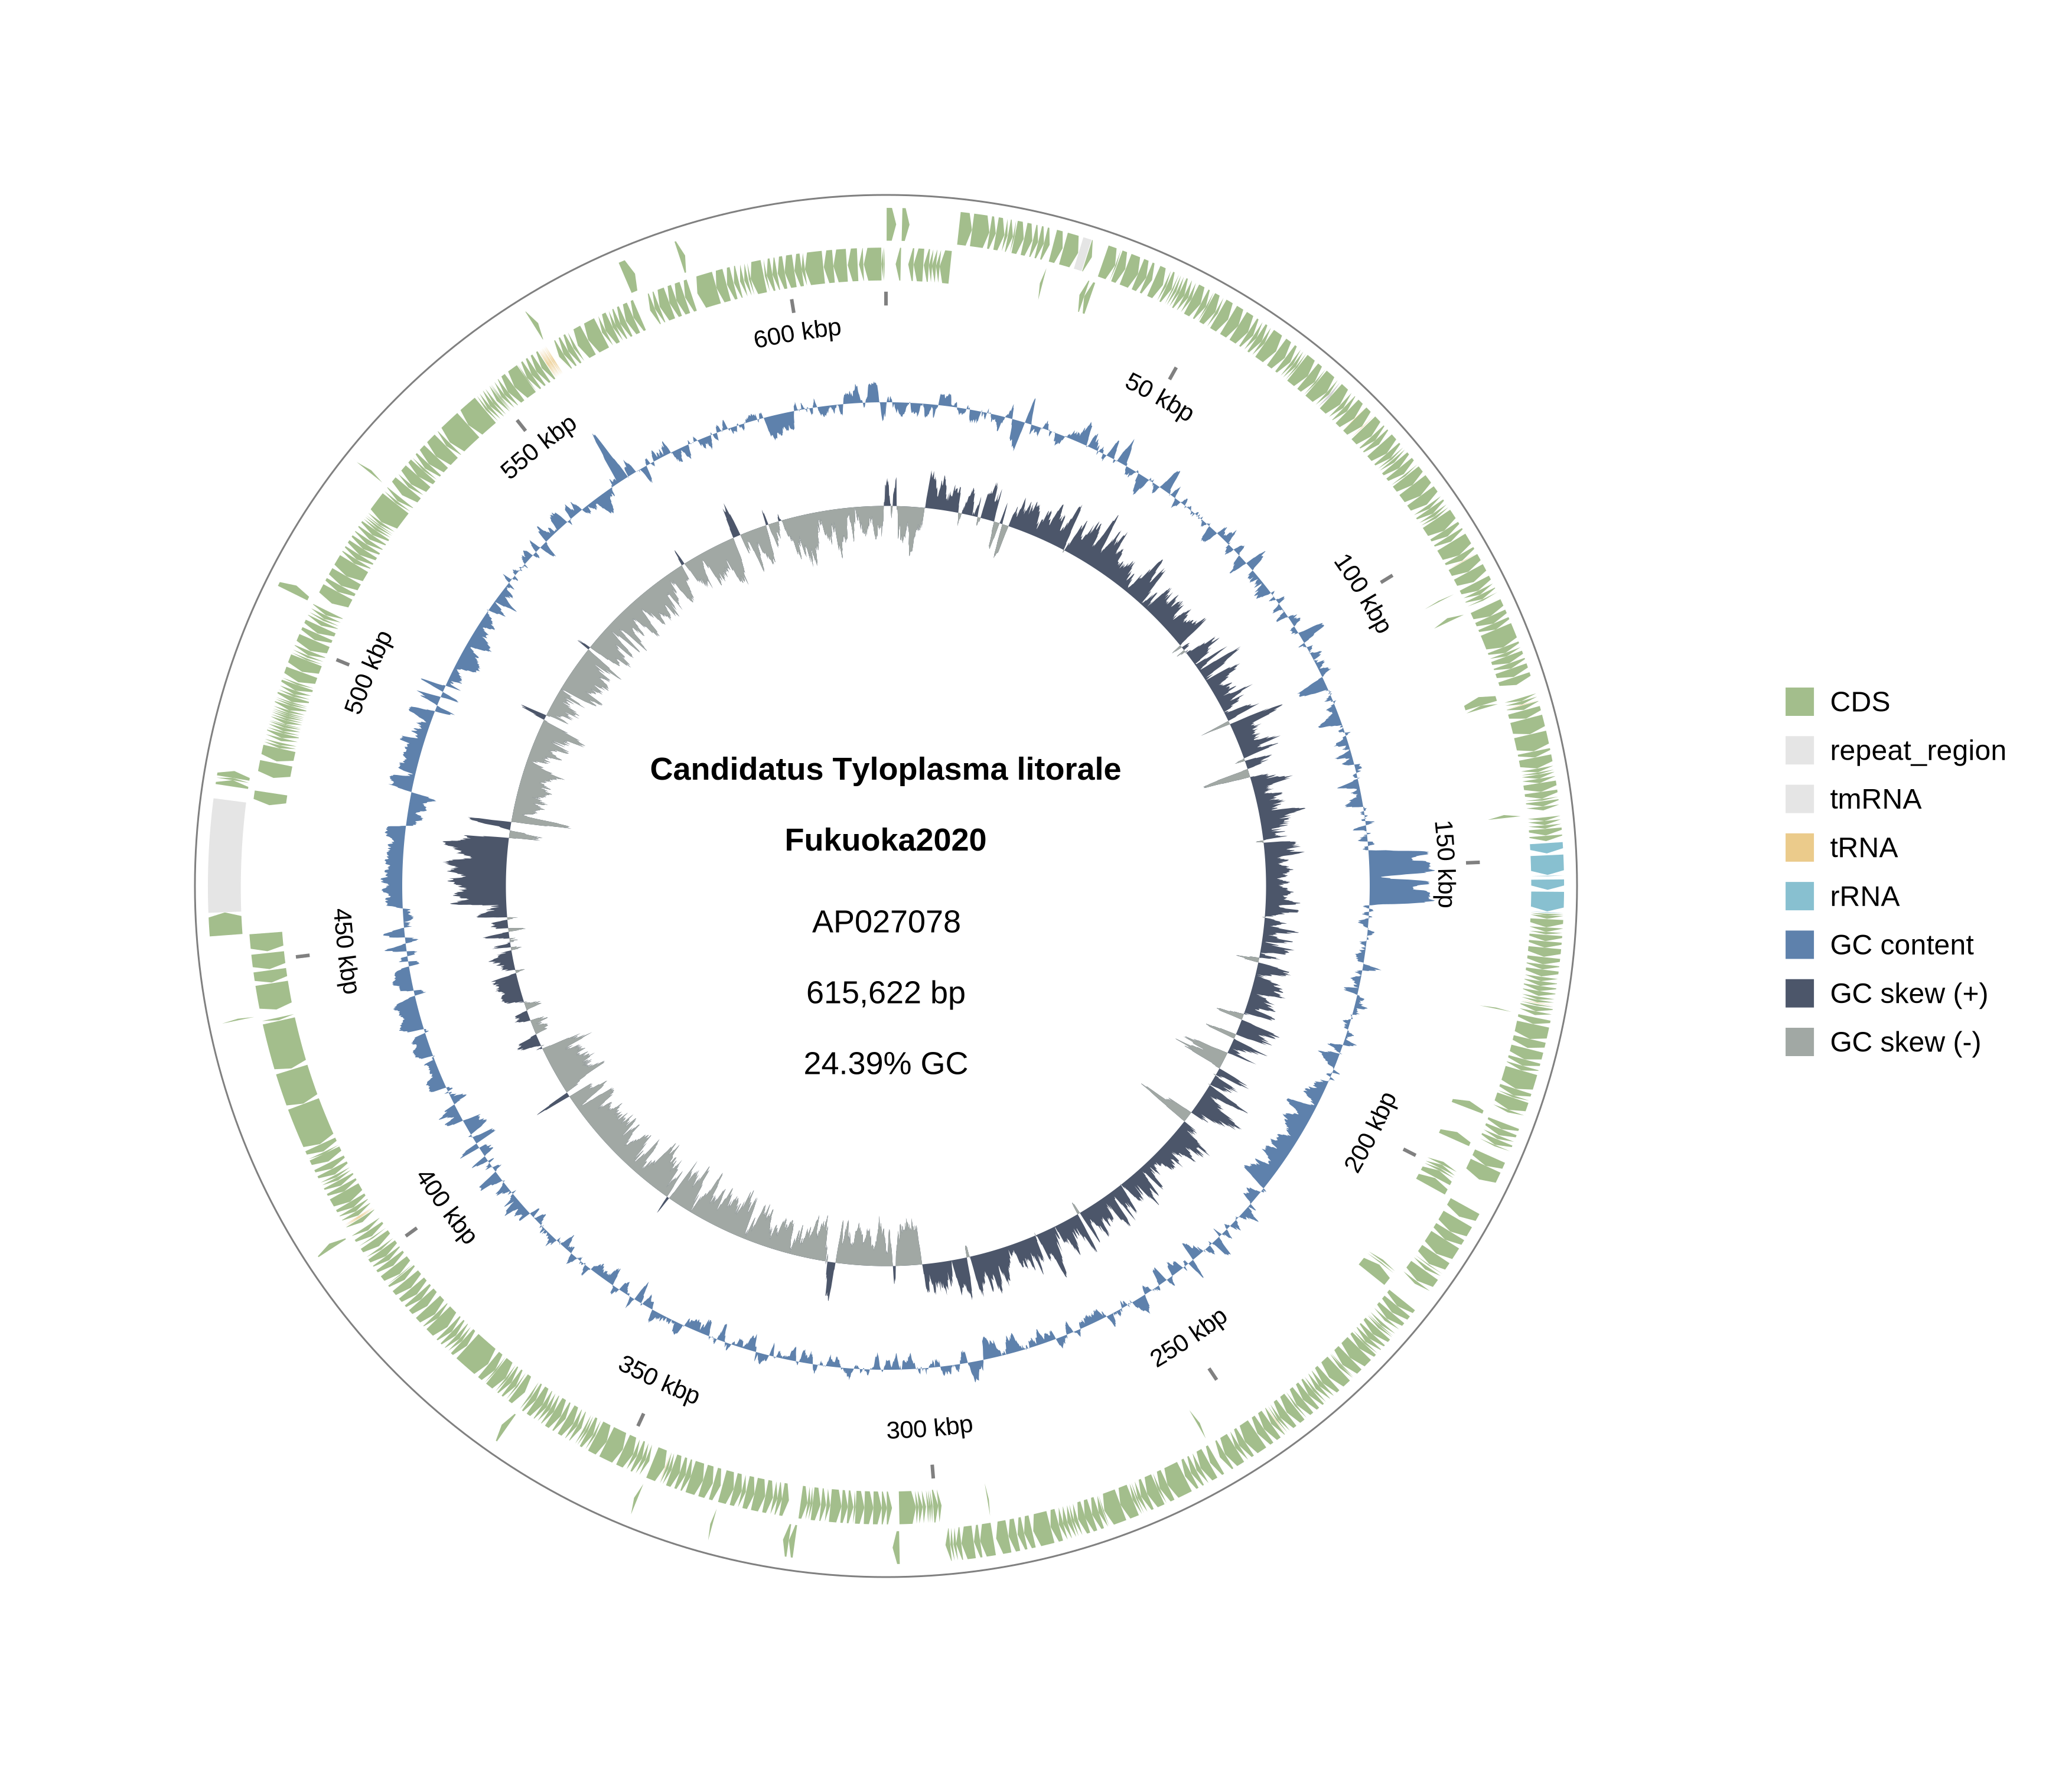 600 kbp
50 kbp
550 kbp
100 kbp
500 kbp
150 kbp
450 kbp
200 kbp
400 kbp
250 kbp
350 kbp
300 kbp
Candidatus Tyloplasma litorale
Fukuoka2020
AP027078
615,622 bp
24.39% GC
CDS
repeat_region
tmRNA
tRNA
rRNA
GC content
GC skew (+)
GC skew (-)